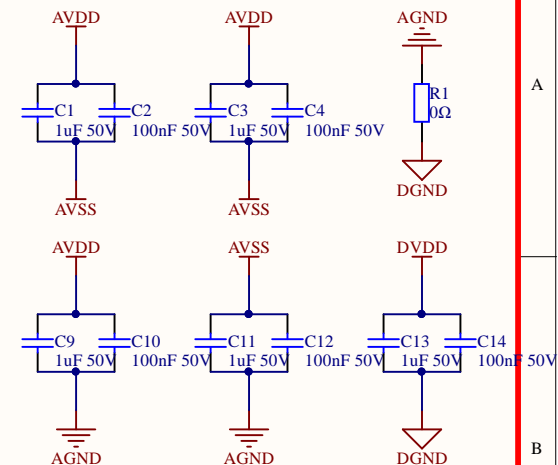 AVDD
AVDD
AGND
A
C1
1uF 50V
C2
100nF 50V
C3
1uF 50V
C4
100nF 50V
R1
0Ω
AVSS
AVSS
DGND
AVDD
AVSS
DVDD
C9
1uF 50V
C10
100nF 50V
C11
1uF 50V
C12
100nF 50V
C13
1uF 50V
C14
100nF 50V
AGND
AGND
DGND
B